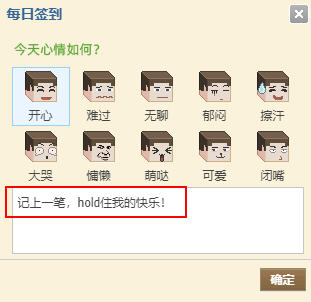 每日签到
今天心情如何？
开心 难过 无聊 郁闷 擦汗
大哭 慵懒 萌哒 可爱 闭嘴
记上一笔，hold住我的快乐！
确定